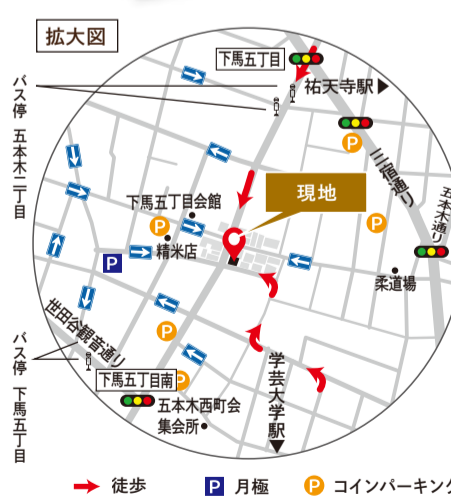 拡大図
下馬五丁目
祐天寺駅▶
バス停 五本木二丁目
三宿通り
五本木通り
下馬五丁目会館
現地
P
精米店
P
P
P
柔道場
世田谷観音通り
P
バス停 下馬五丁目
下馬五丁目南
P
五本木西町会
集会所
学芸大学駅▼
徒歩
P 月極
P コインパーキング